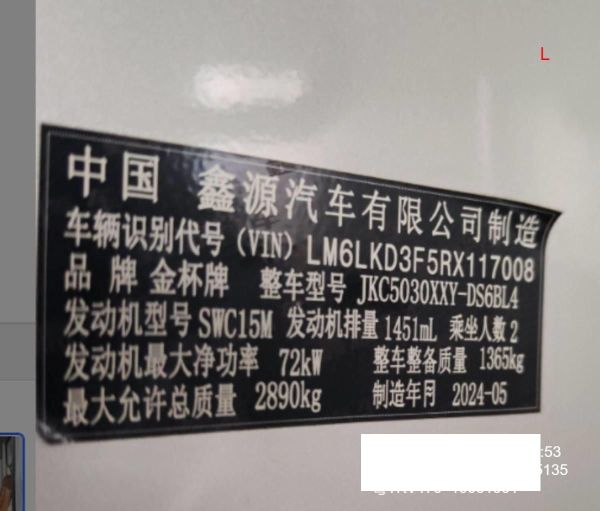 L
中国 鑫源汽车有限公司制造
车辆识别代号（VIN）LM6LKD3F5RX117008
品 牌 金杯牌 整车型号 JKC5030XXY-DS6BL4
发动机型号 SWC15M 发动机排量 1451mL 乘坐人数 2
发动机最大净功率 72kW 整车整备质量 1365kg
最大允许总质量 2890kg 制造年月 2024-05
:53
5135